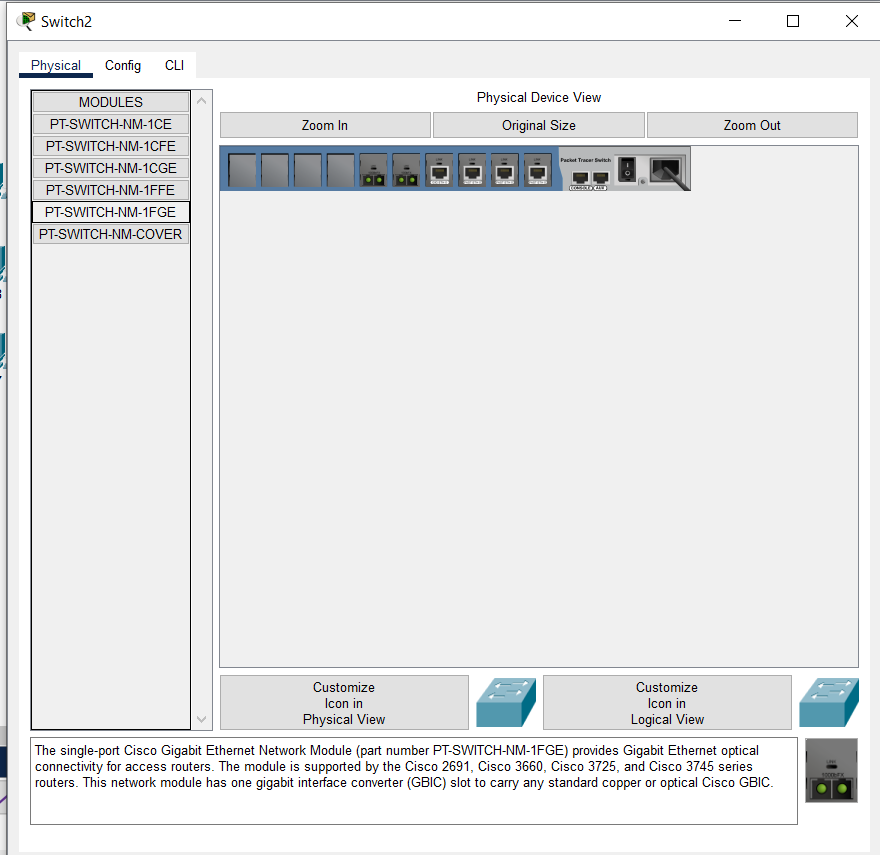 Switch2
Physical
Config
CLI
MODULES
PT-SWITCH-NM-1CE
PT-SWITCH-NM-1CFE
PT-SWITCH-NM-1CGE
PT-SWITCH-NM-1FFE
PT-SWITCH-NM-1FGE
PT-SWITCH-NM-COVER
Physical Device View
Zoom In
Original Size
Zoom Out
Packet Tracer Switch
CONSOLE
AUX
Customize
Icon in
Physical View
Customize
Icon in
Logical View
The single-port Cisco Gigabit Ethernet Network Module (part number PT-SWITCH-NM-1FGE) provides Gigabit Ethernet optical
connectivity for access routers. The module is supported by the Cisco 2691, Cisco 3660, Cisco 3725, and Cisco 3745 series
routers. This network module has one gigabit interface converter (GBIC) slot to carry any standard copper or optical Cisco GBIC.